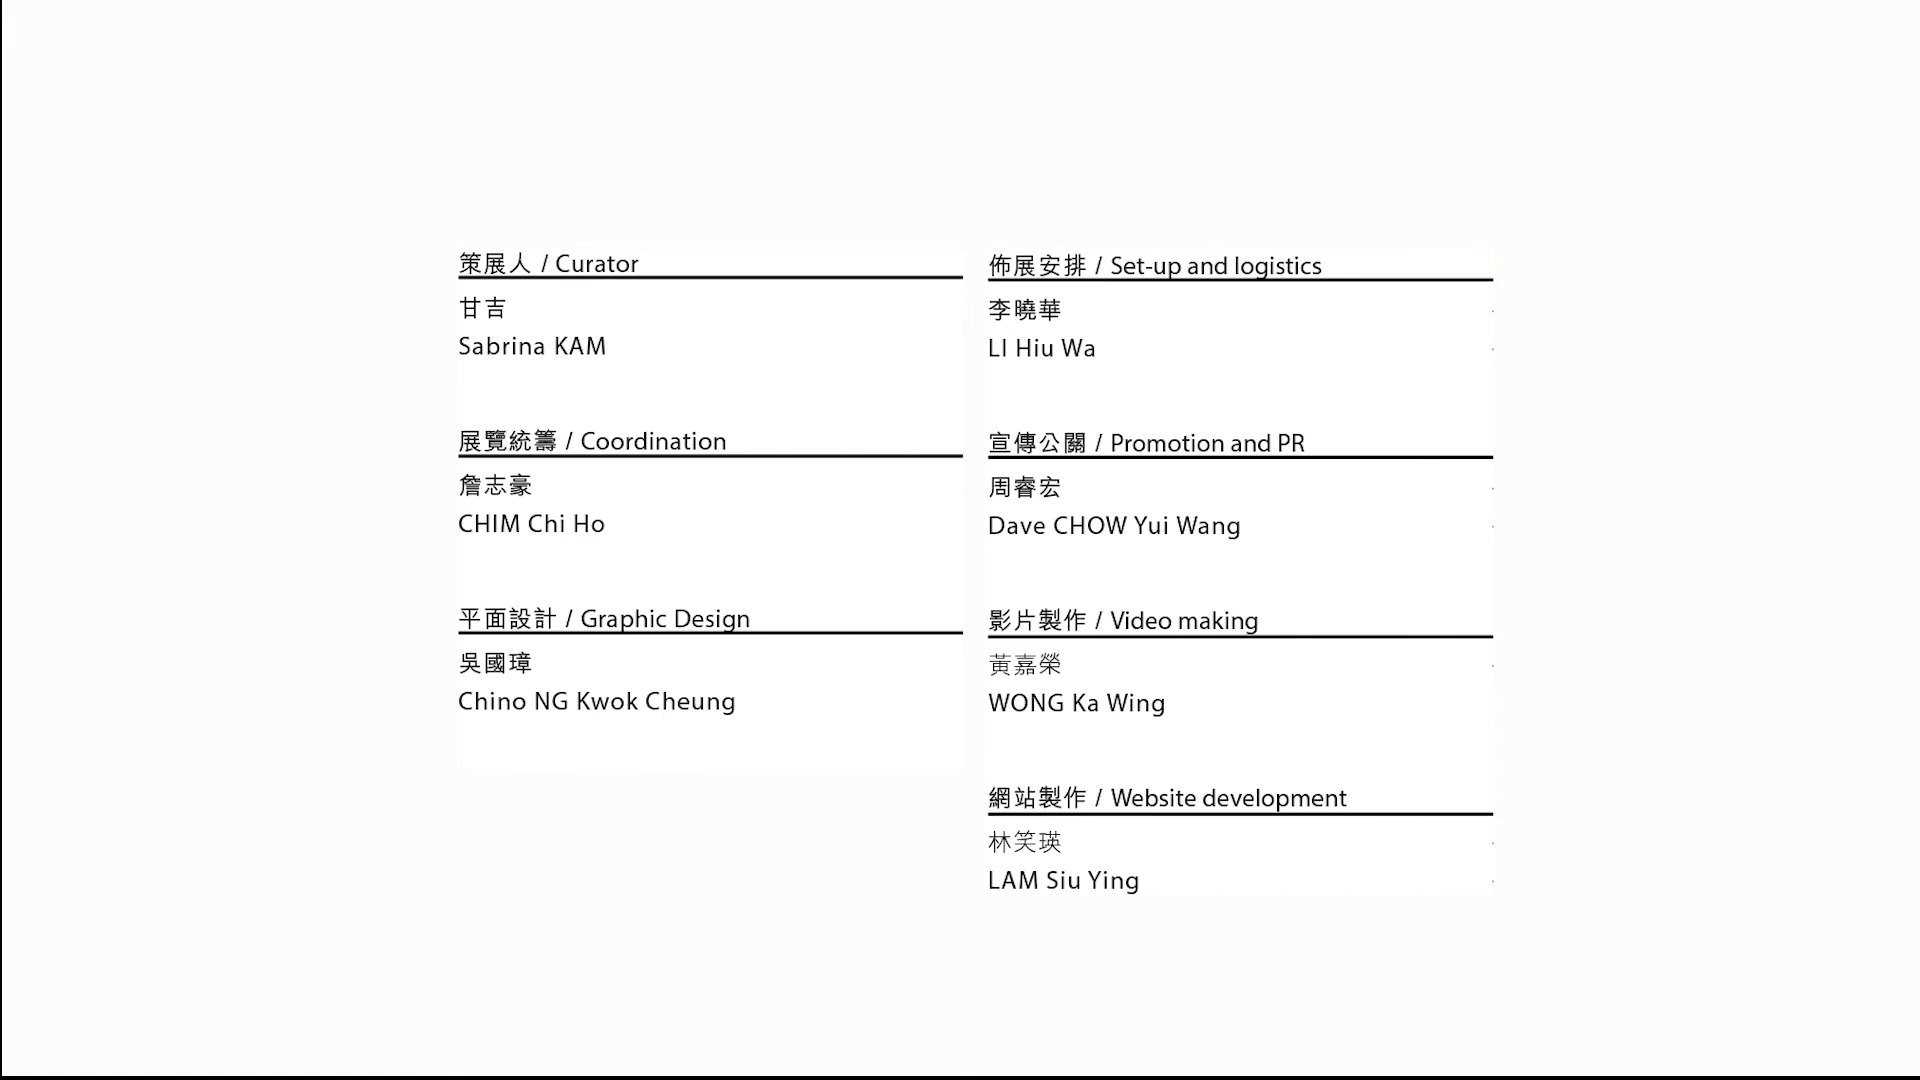 策展人 / Curator
甘吉
Sabrina KAM
展覽統籌 / Coordination
詹志豪
CHIM Chi Ho
平面設計 / Graphic Design
吳國璋
Chino NG Kwok Cheung
佈展安排 / Set-up and logistics
李曉華
LI Hiu Wa
宣傳公關 / Promotion and PR
周睿宏
Dave CHOW Yui Wang
影片製作 / Video making
黃嘉榮
WONG Ka Wing
網站製作 / Website development
林笑瑛
LAM Siu Ying